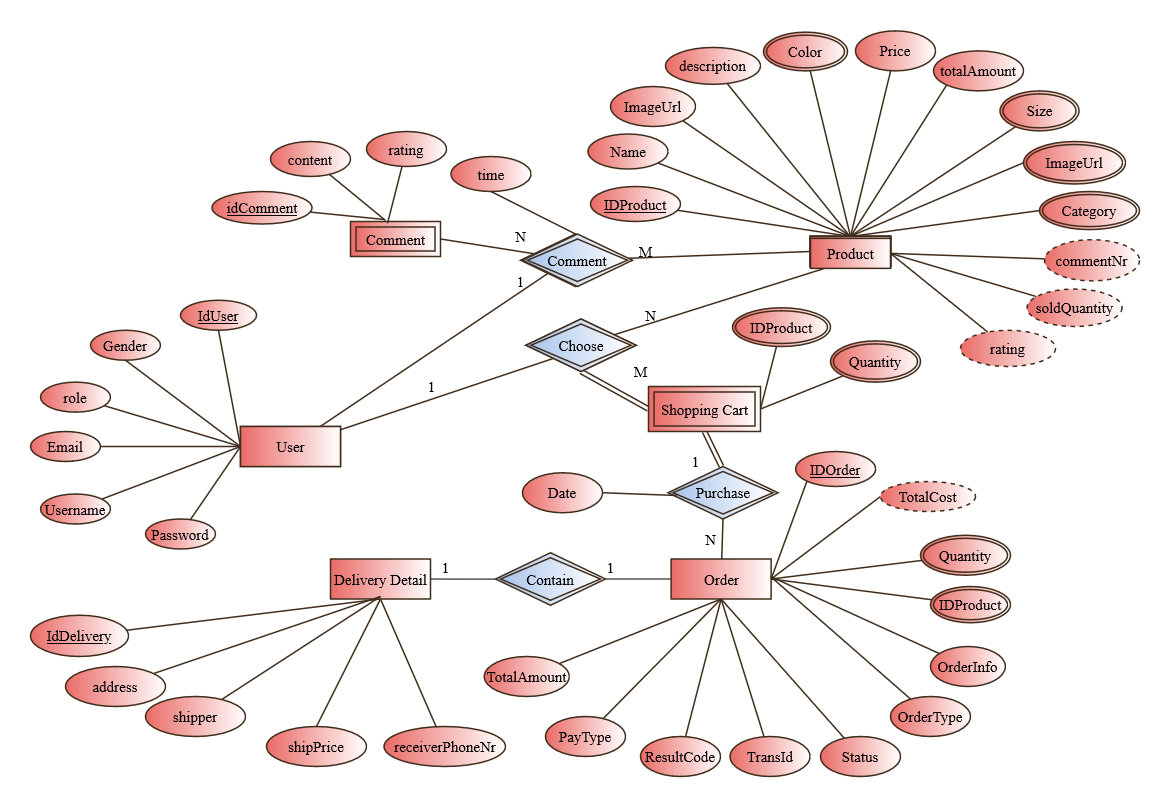 Color
Price
description
totalAmount
ImageUrl
Size
rating
Name
content
ImageUrl
time
IDProduct
idComment
Category
N
Comment
M
Product
Comment
commentNr
1
soldQuantity
IdUser
N
IDProduct
Gender
Choose
rating
Quantity
M
1
role
Shopping Cart
Email
User
1
IDOrder
Date
Purchase
TotalCost
Username
Password
N
Quantity
1
1
Delivery Detail
Contain
Order
IDProduct
IdDelivery
OrderInfo
TotalAmount
address
shipper
OrderType
PayType
shipPrice
receiverPhoneNr
ResultCode
TransId
Status